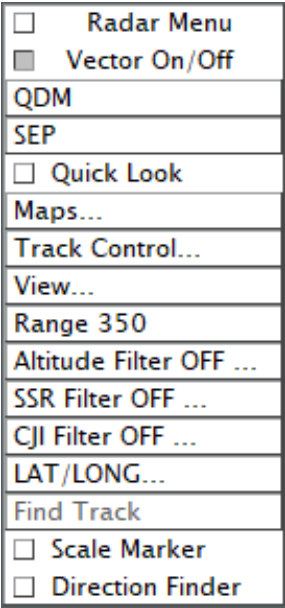 Radar Menu
Vector On/Off
QDM
SEP
Quick Look
Maps...
Track Control...
View...
Range 350
Altitude Filter OFF ...
SSR Filter OFF ...
CJI Filter OFF ...
LAT/LONG...
Find Track
Scale Marker
Direction Finder